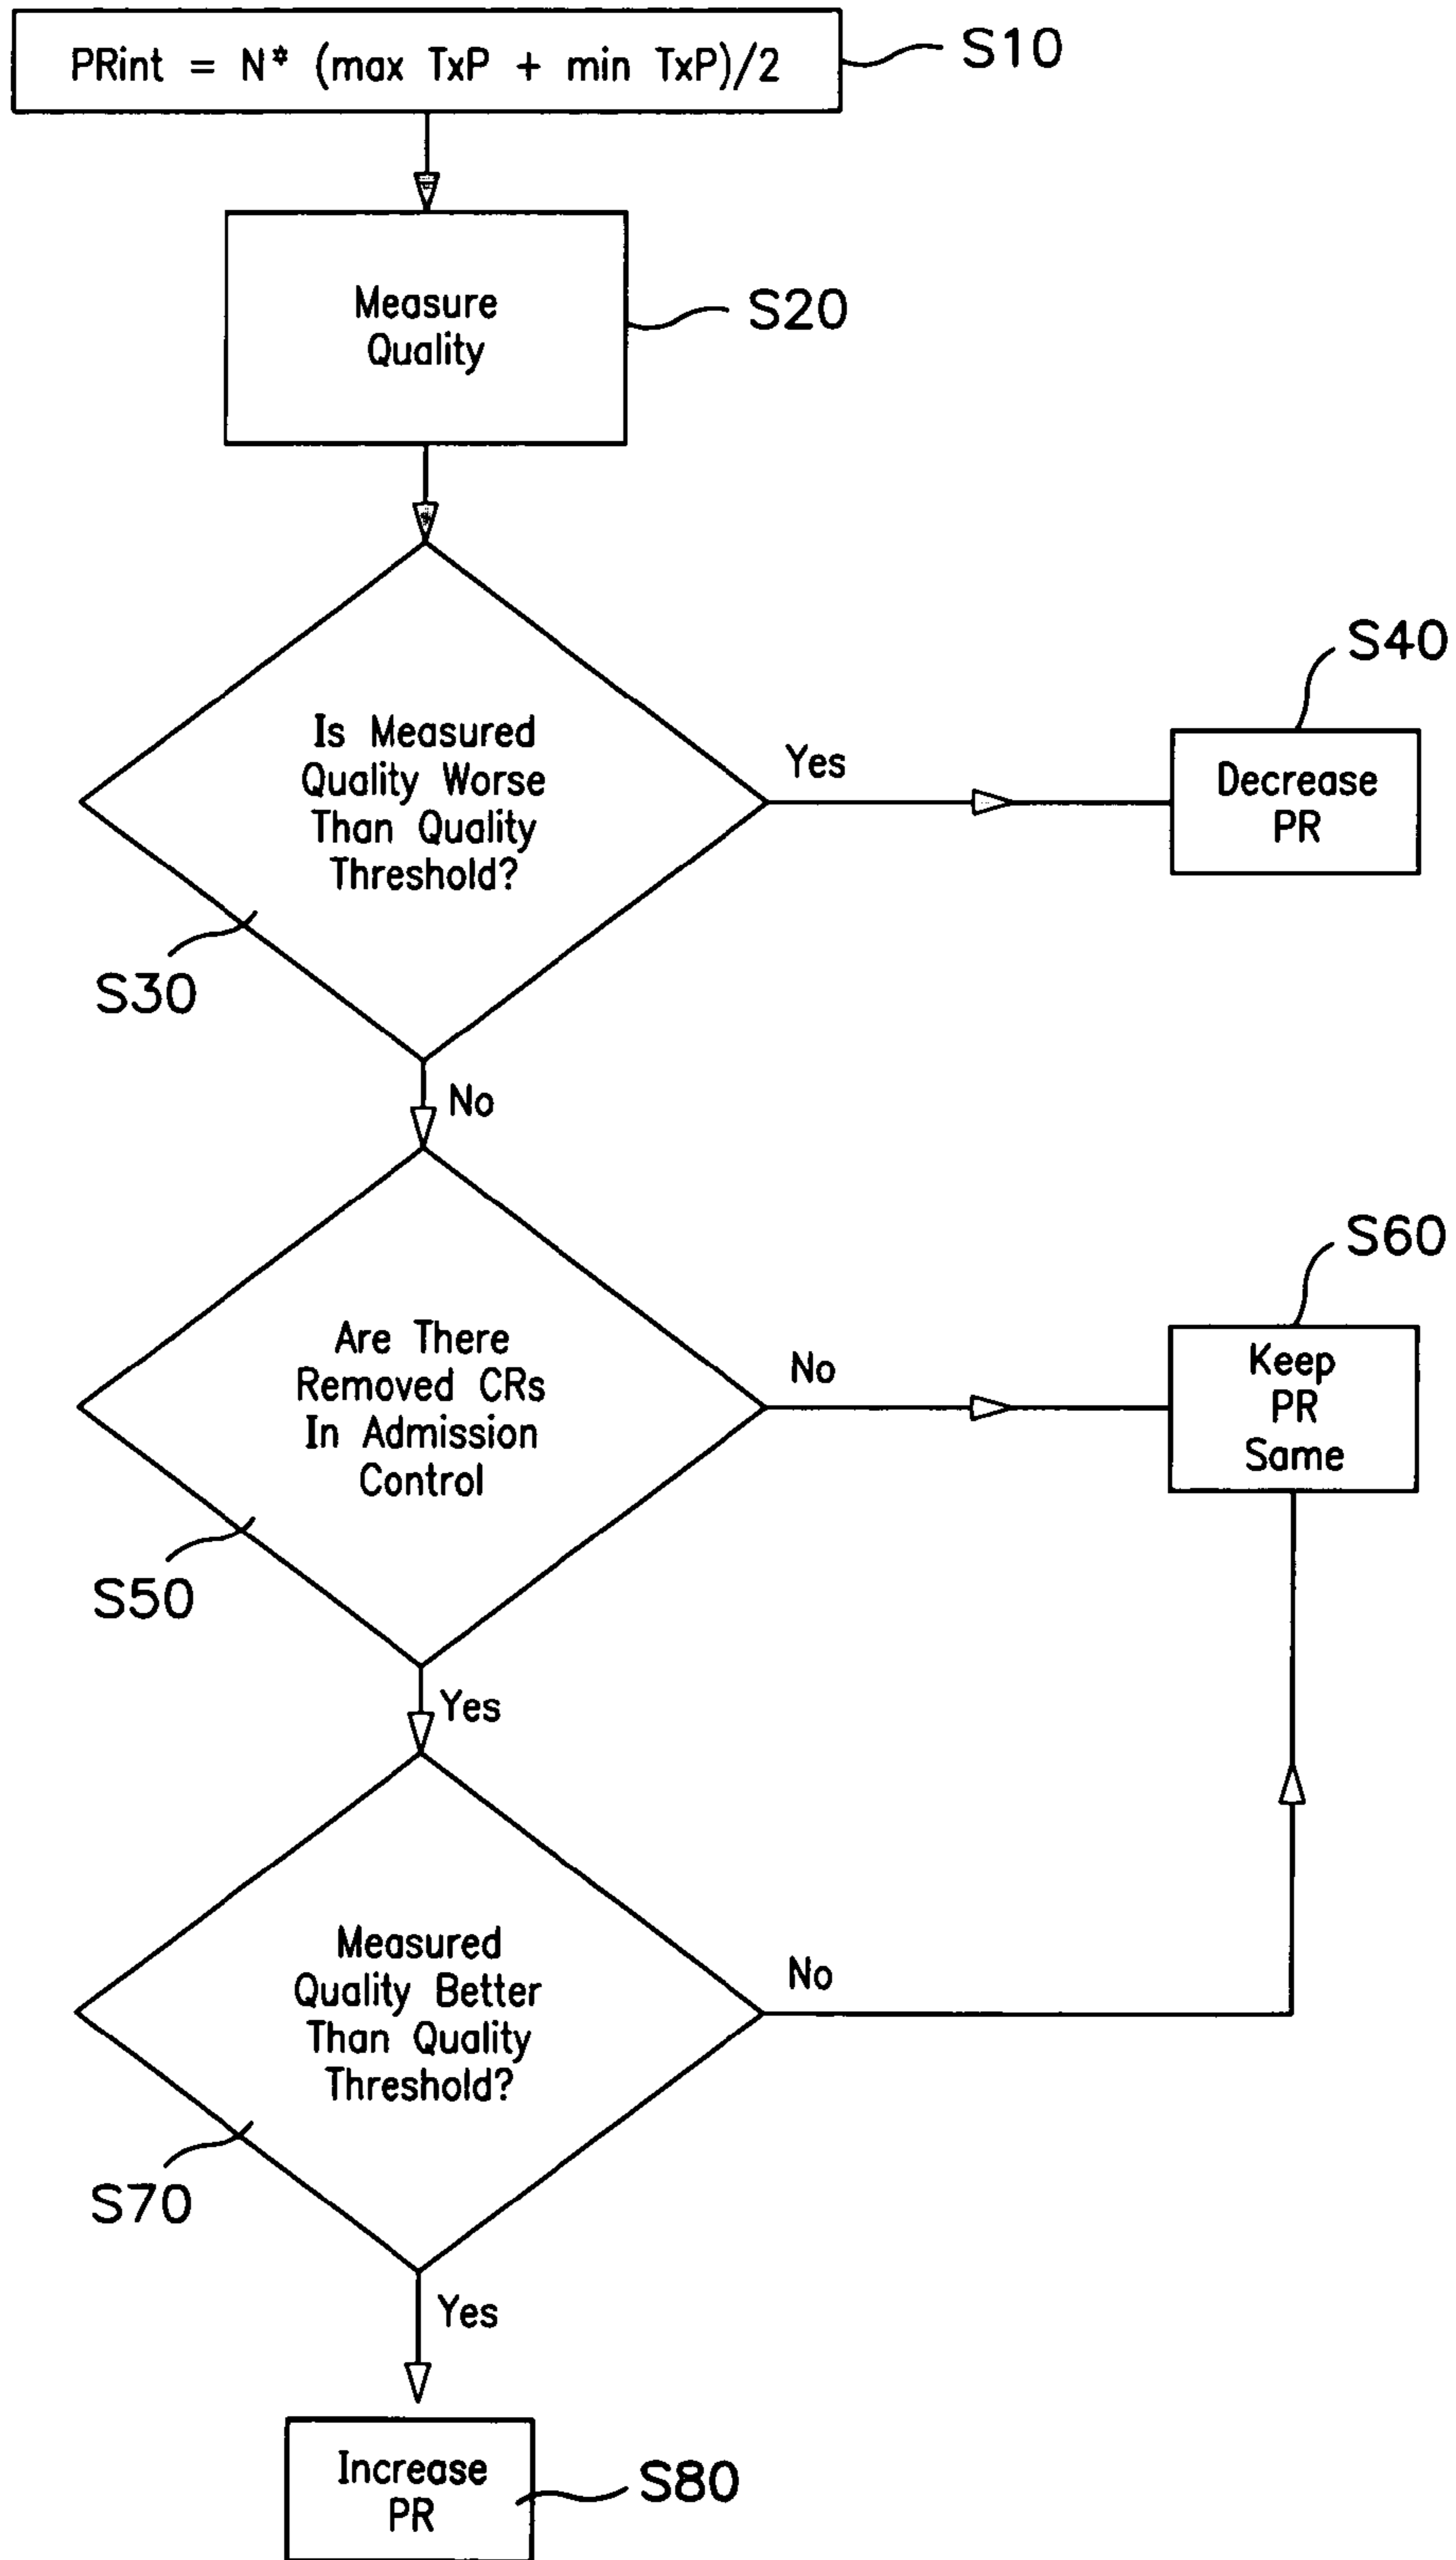 PRint = N* (max TxP + min TxP)/2
S10
Measure
Quality
S20
Is Measured
Quality Worse
Than Quality
Threshold?
S30
Yes
S40
Decrease
PR
No
Are There
Removed CRs
In Admission
Control
S50
No
S60
Keep
PR
Same
Yes
Measured
Quality Better
Than Quality
Threshold?
S70
No
Yes
Increase
PR
S80